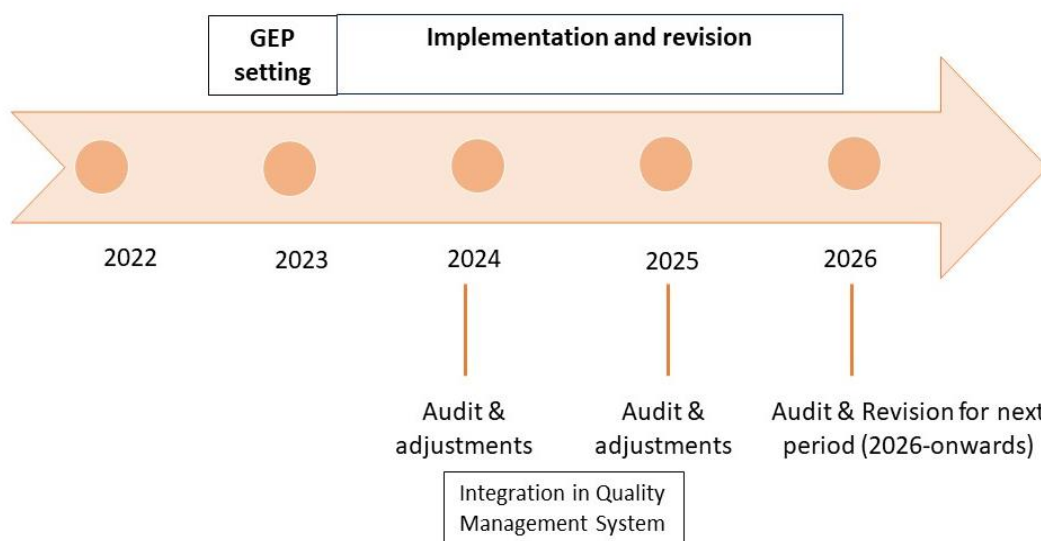 GEP
setting
Implementation and revision
2022
2023
2024
2025
2026
Audit &
adjustments
Audit &
adjustments
Audit & Revision for next
period (2026-onwards)
Integration in Quality
Management System